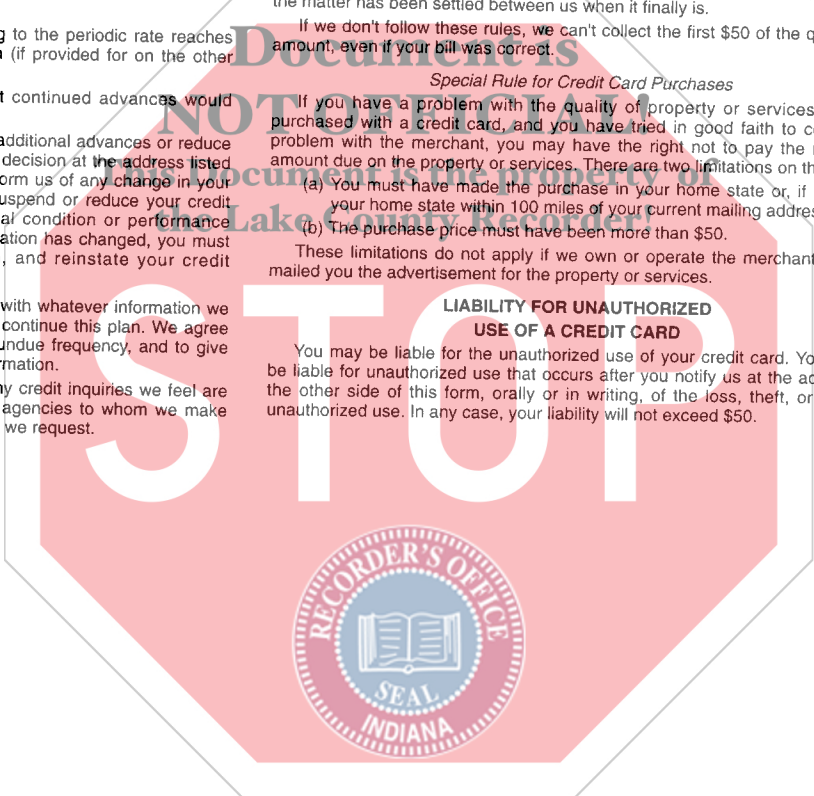 g to the periodic rate reaches
n (if provided for on the other
t continued advances would
additional advances or reduce
decision at the address listed
orm us of any change in your
uspend or reduce your credit
al condition or performance
ation has changed, you must
, and reinstate your credit
with whatever information we
continue this plan. We agree
undue frequency, and to give
rmation.
ny credit inquiries we feel are
agencies to whom we make
we request.
the matter has been settled between us when it finally is.
If we don't follow these rules, we can't collect the first $50 of the q
amount, even if your bill was correct.
Special Rule for Credit Card Purchases
If you have a problem with the quality of property or services
purchased with a credit card, and you have tried in good faith to c
problem with the merchant, you may have the right not to pay the
amount due on the property or services. There are two limitations on th
(a) You must have made the purchase in your home state or, if
your home state within 100 miles of your current mailing addres
(b) The purchase price must have been more than $50.
These limitations do not apply if we own or operate the merchant
mailed you the advertisement for the property or services.
LIABILITY FOR UNAUTHORIZED
USE OF A CREDIT CARD
You may be liable for the unauthorized use of your credit card. Yo
be liable for unauthorized use that occurs after you notify us at the ad
the other side of this form, orally or in writing, of the loss, theft, or
unauthorized use. In any case, your liability will not exceed $50.
Document is
NOT OFFICIAL!
This Document is the property of
the Lake County Recorder!
STOP
RECORDER'S OFFICE
SEAL
INDIANA